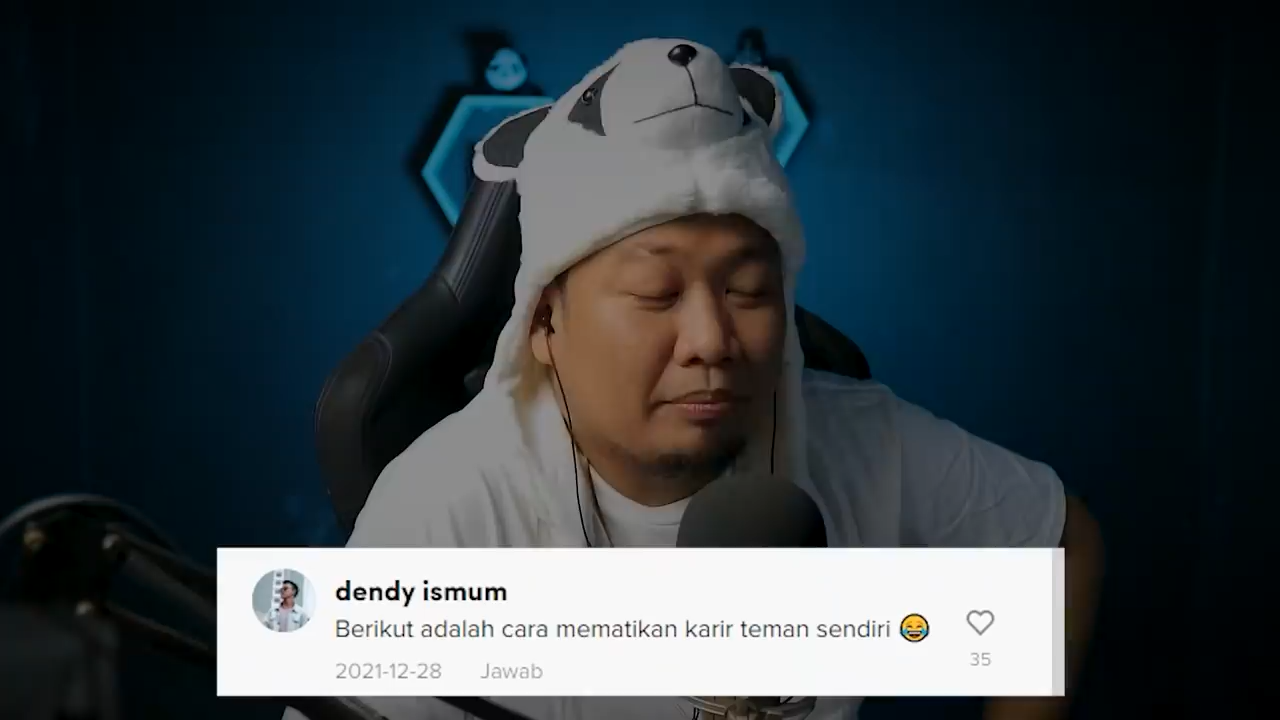 dendy ismum
Berikut adalah cara mematikan karir teman sendiri 😂
2021-12-28 Jawab
35